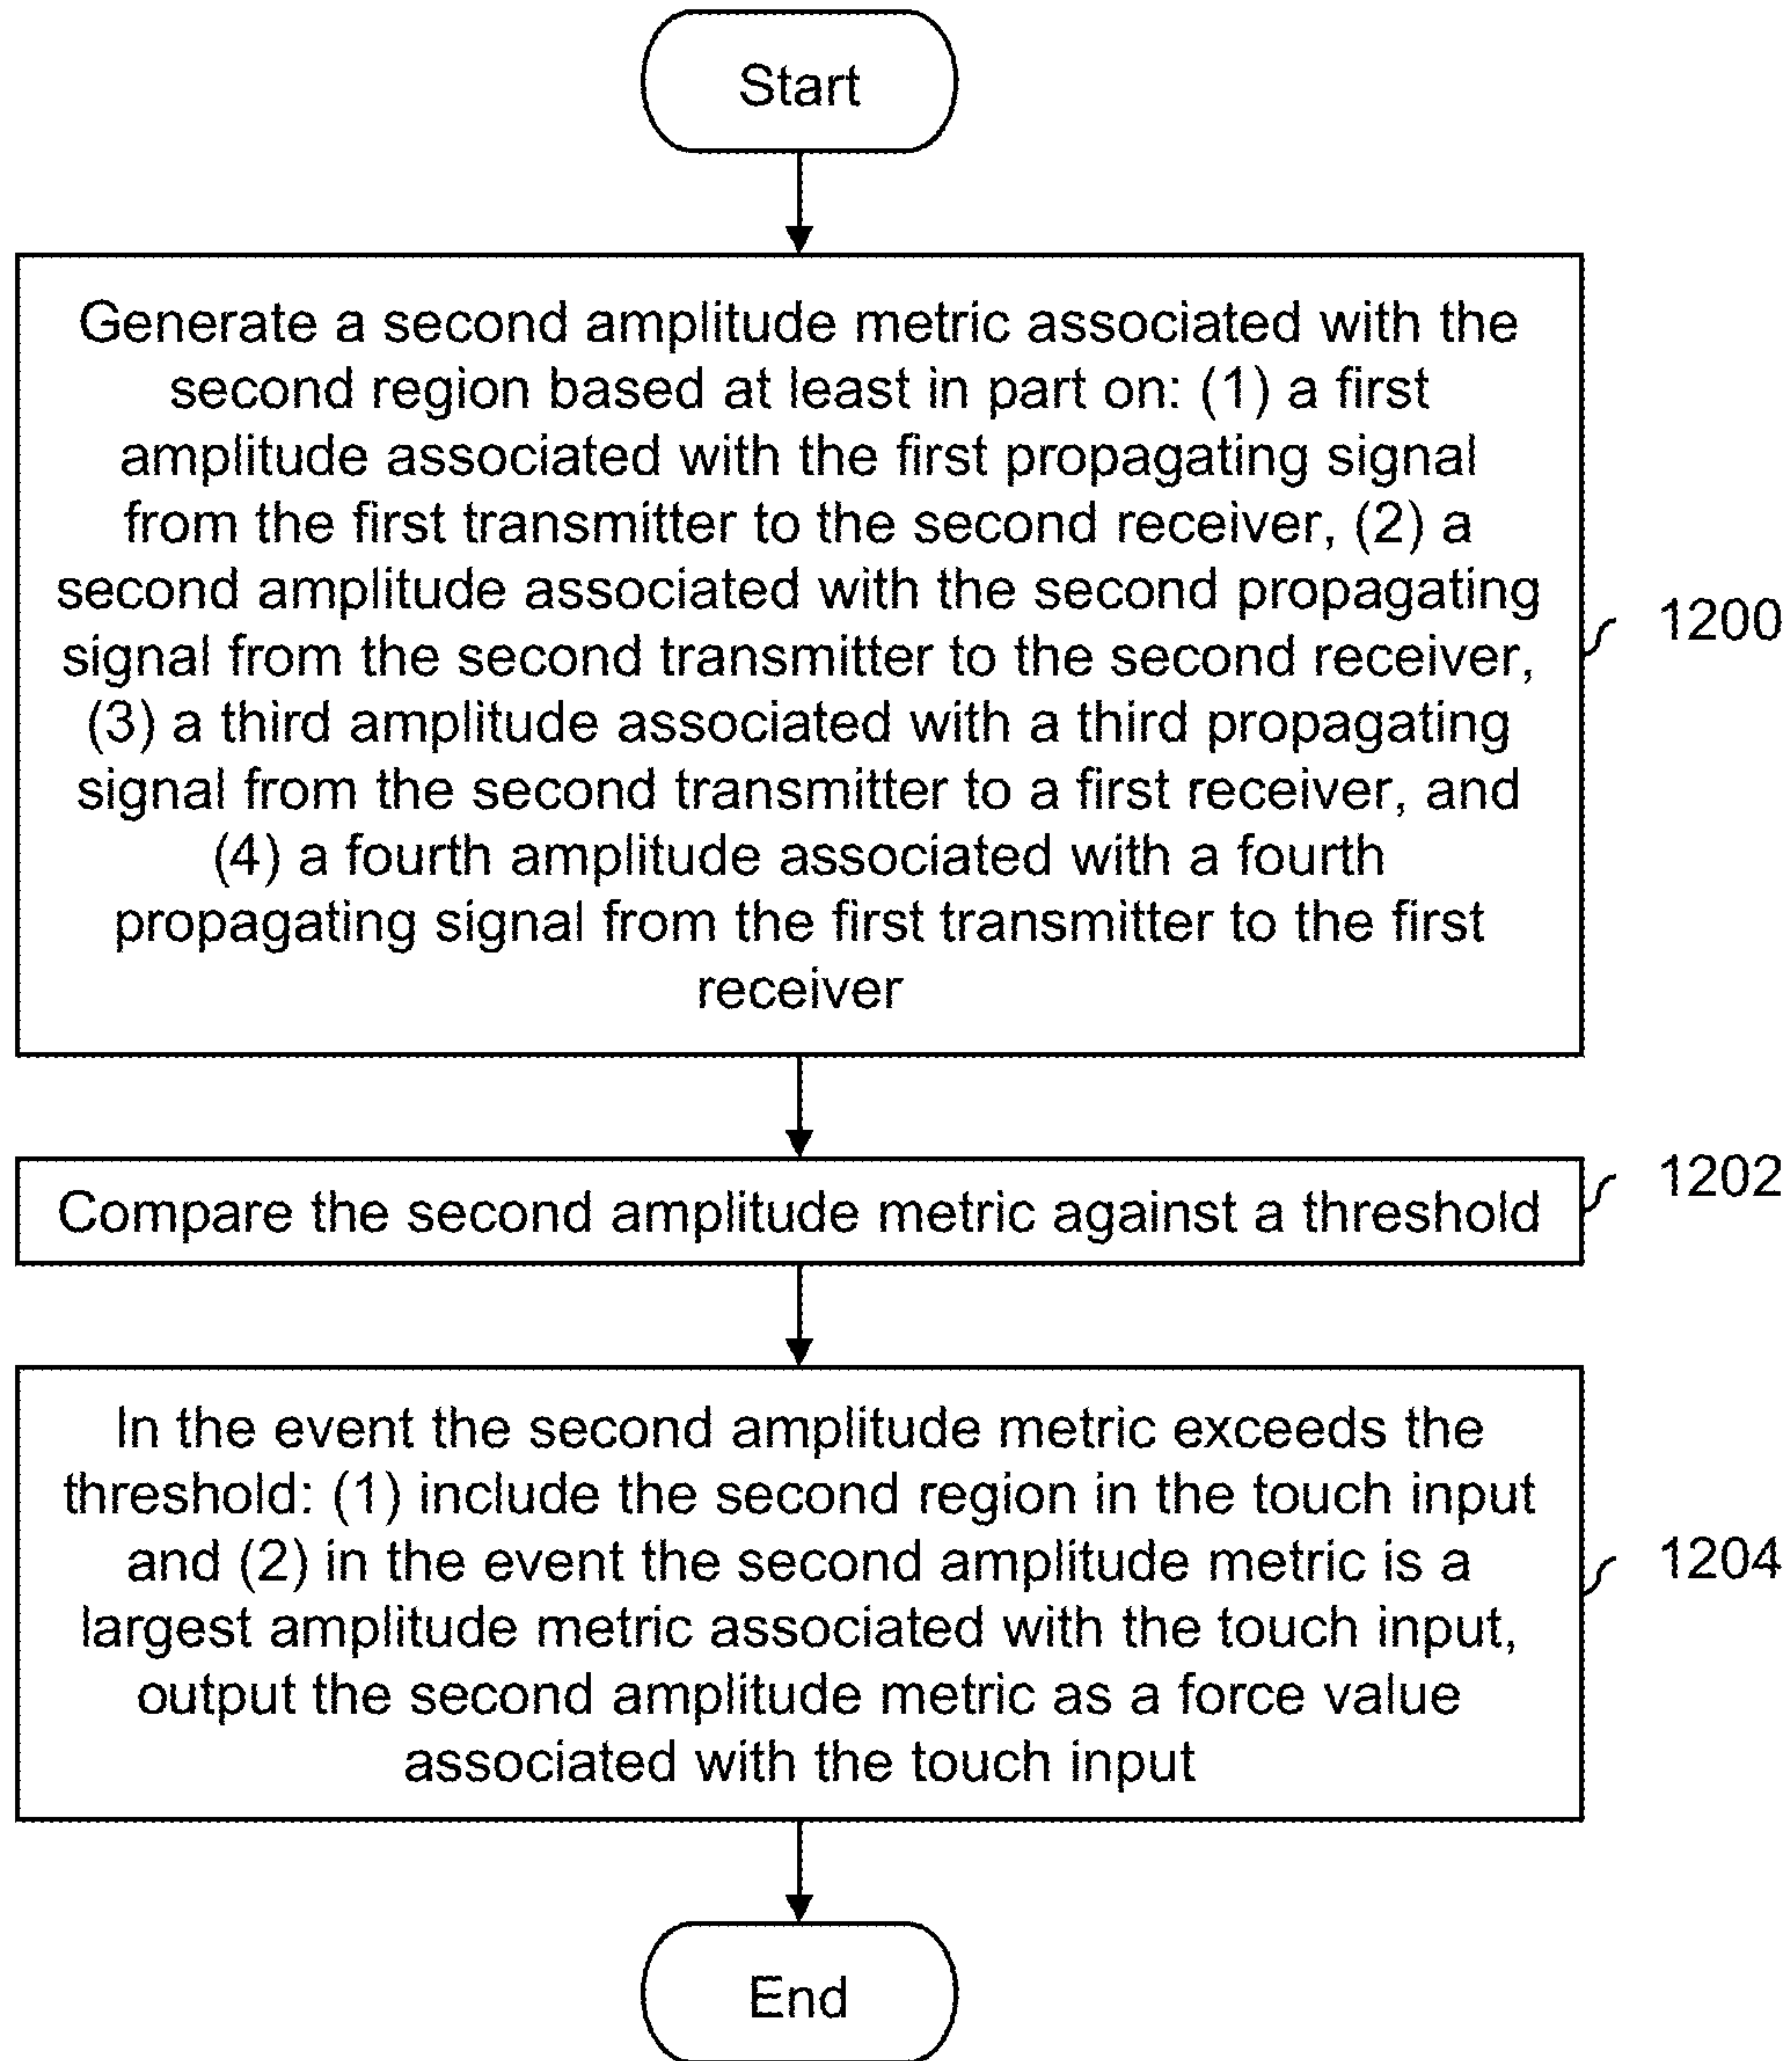 Start
Generate a second amplitude metric associated with the
second region based at least in part on: (1) a first
amplitude associated with the first propagating signal
from the first transmitter to the second receiver, (2) a
second amplitude associated with the second propagating
signal from the second transmitter to the second receiver,
(3) a third amplitude associated with a third propagating
signal from the second transmitter to a first receiver, and
(4) a fourth amplitude associated with a fourth
propagating signal from the first transmitter to the first
receiver
1200
Compare the second amplitude metric against a threshold
1202
In the event the second amplitude metric exceeds the
threshold: (1) include the second region in the touch input
and (2) in the event the second amplitude metric is a
largest amplitude metric associated with the touch input,
output the second amplitude metric as a force value
associated with the touch input
1204
End